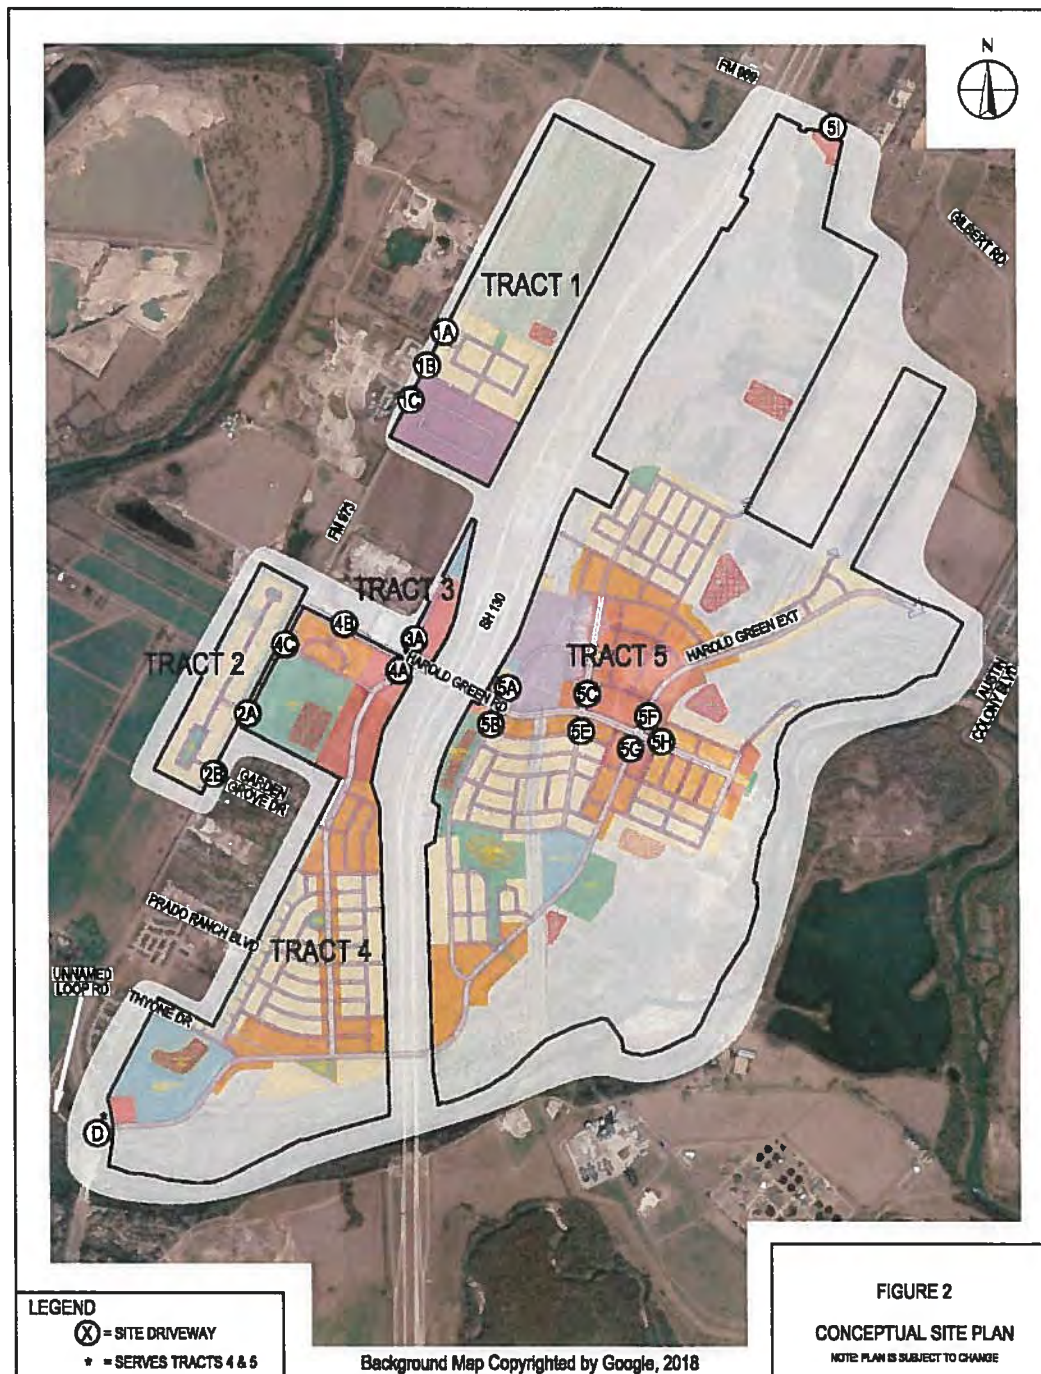 N
FM 969
5I
GILBERT RD
TRACT 1
1A
1B
1C
FM 973
TRACT 3
SH 130
4B
3A
HAROLD GREEN EXT
TRACT 2
4C
4A
HAROLD GREEN RD
TRACT 5
5A
5C
AUSTIN
COLONY BLVD
2A
5B
5E
5F
5G
5H
2B
GARDEN
GROVE DR
PRADO RANCH BLVD
TRACT 4
UNNAMED
LOOP RD
THYONE DR
*
D
LEGEND
X = SITE DRIVEWAY
* = SERVES TRACTS 4 & 5
Background Map Copyrighted by Google, 2018
FIGURE 2
CONCEPTUAL SITE PLAN
NOTE: PLAN IS SUBJECT TO CHANGE